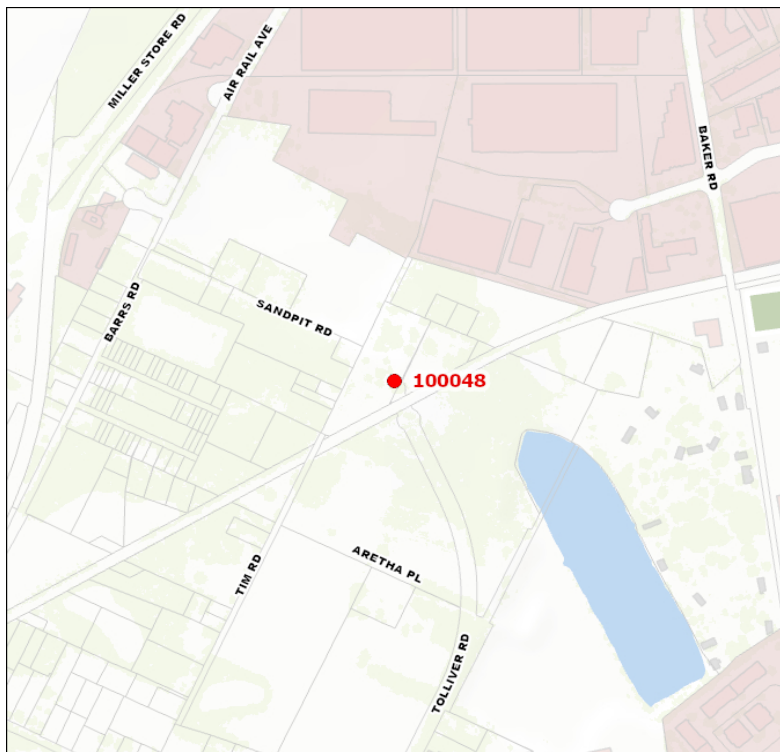 MILLER STORE RD
AIR RAIL AVE
BAKER RD
BARRS RD
SANDPIT RD
100048
TIM RD
ARETHA PL
TOLLIVER RD